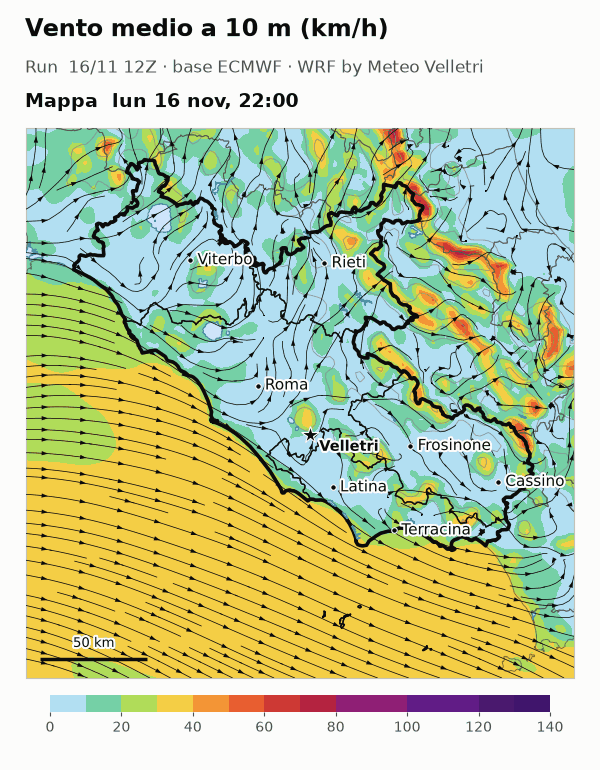 Vento medio a 10 m (km/h)
Run 16/11 12Z · base ECMWF · WRF by Meteo Velletri
Mappa lun 16 nov, 22:00
Viterbo
Rieti
Roma
Velletri
Frosinone
Cassino
Latina
Terracina
50 km
0 20 40 60 80 100 120 140